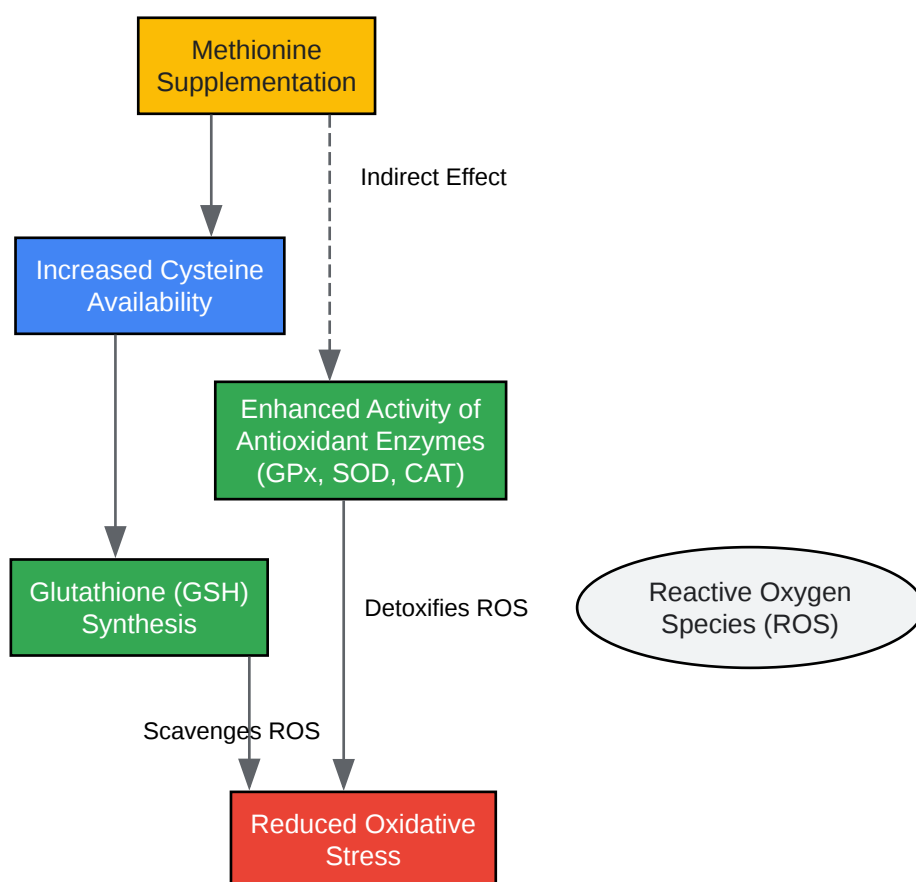 Methionine
Supplementation
Indirect Effect
Increased Cysteine
Availability
Enhanced Activity of
Antioxidant Enzymes
(GPx, SOD, CAT)
Glutathione (GSH)
Synthesis
Detoxifies ROS
Reactive Oxygen
Species (ROS)
Scavenges ROS
Reduced Oxidative
Stress